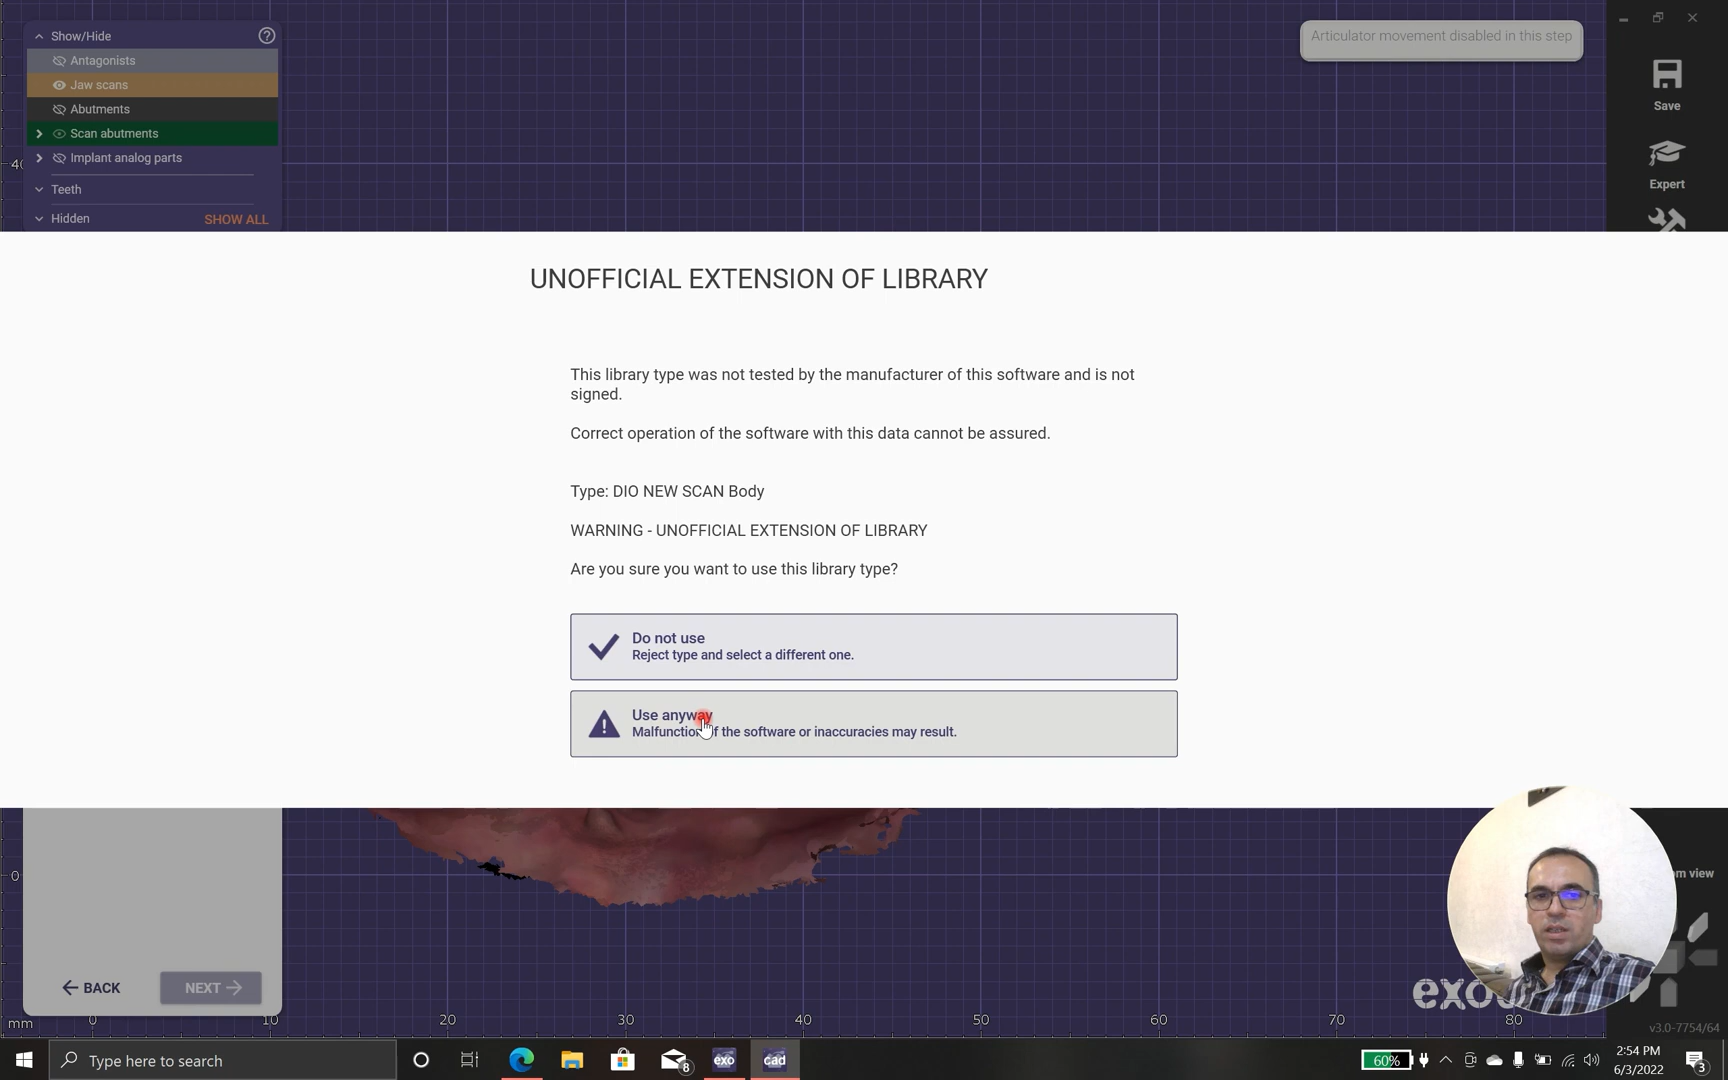 Show/Hide
Antagonists
Jaw scans
Abutments
Scan abutments
Implant analog parts
Teeth
Hidden SHOW ALL
Articulator movement disabled in this step
Save
Expert
UNOFFICIAL EXTENSION OF LIBRARY
This library type was not tested by the manufacturer of this software and is not
signed.
Correct operation of the software with this data cannot be assured.
Type: DIO NEW SCAN Body
WARNING - UNOFFICIAL EXTENSION OF LIBRARY
Are you sure you want to use this library type?
Do not use
Reject type and select a different one.
Use anyway
of the software or inaccuracies may result.
view
0
BACK NEXT
mm 0 10 20 30 40 50 60 70 80
v3.0-7754/64
Type here to search
8
exo
cad
60%
2:54 PM
6/3/2022
3